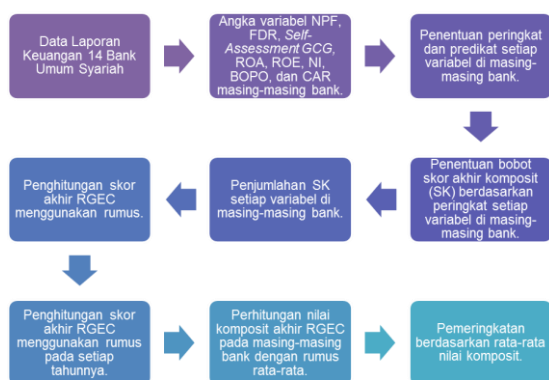 Data Laporan
Keuangan 14 Bank
Umum Syariah
Angka variabel NPF,
FDR, Self-
Assessment GCG,
ROA, ROE, NI,
BOPO, dan CAR
masing-masing bank.
Penentuan peringkat
dan predikat setiap
variabel di masing-
masing bank.
Penentuan bobot
skor akhir komposit
(SK) berdasarkan
peringkat setiap
variabel di masing-
masing bank.
Penjumlahan SK
setiap variabel di
masing-masing bank.
Penghitungan skor
akhir RGEC
menggunakan rumus.
Penghitungan skor
akhir RGEC
menggunakan rumus
pada setiap
tahunnya.
Perhitungan nilai
komposit akhir RGEC
pada masing-masing
bank dengan rumus
rata-rata.
Pemeringkatan
berdasarkan rata-rata
nilai komposit.